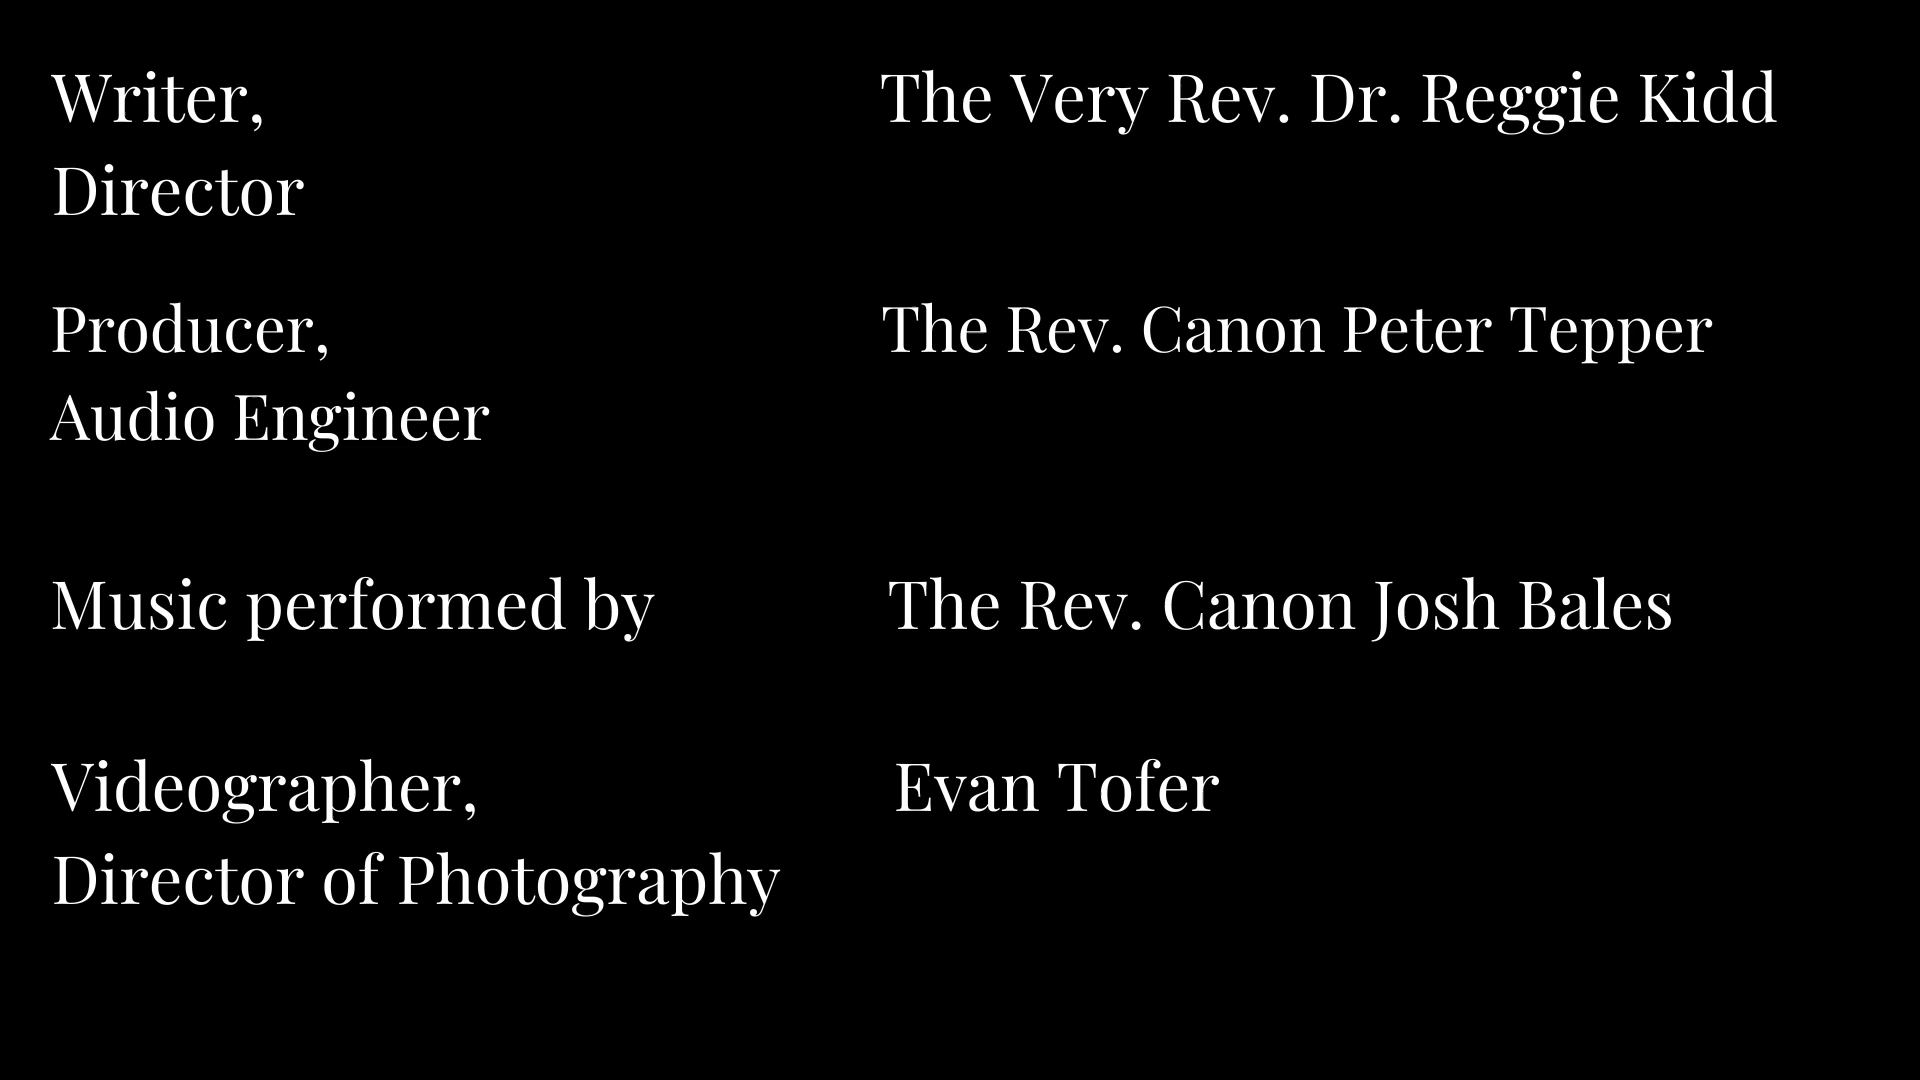 Writer, The Very Rev. Dr. Reggie Kidd
Director
Producer, The Rev. Canon Peter Tepper
Audio Engineer
Music performed by The Rev. Canon Josh Bales
Videographer, Evan Tofer
Director of Photography